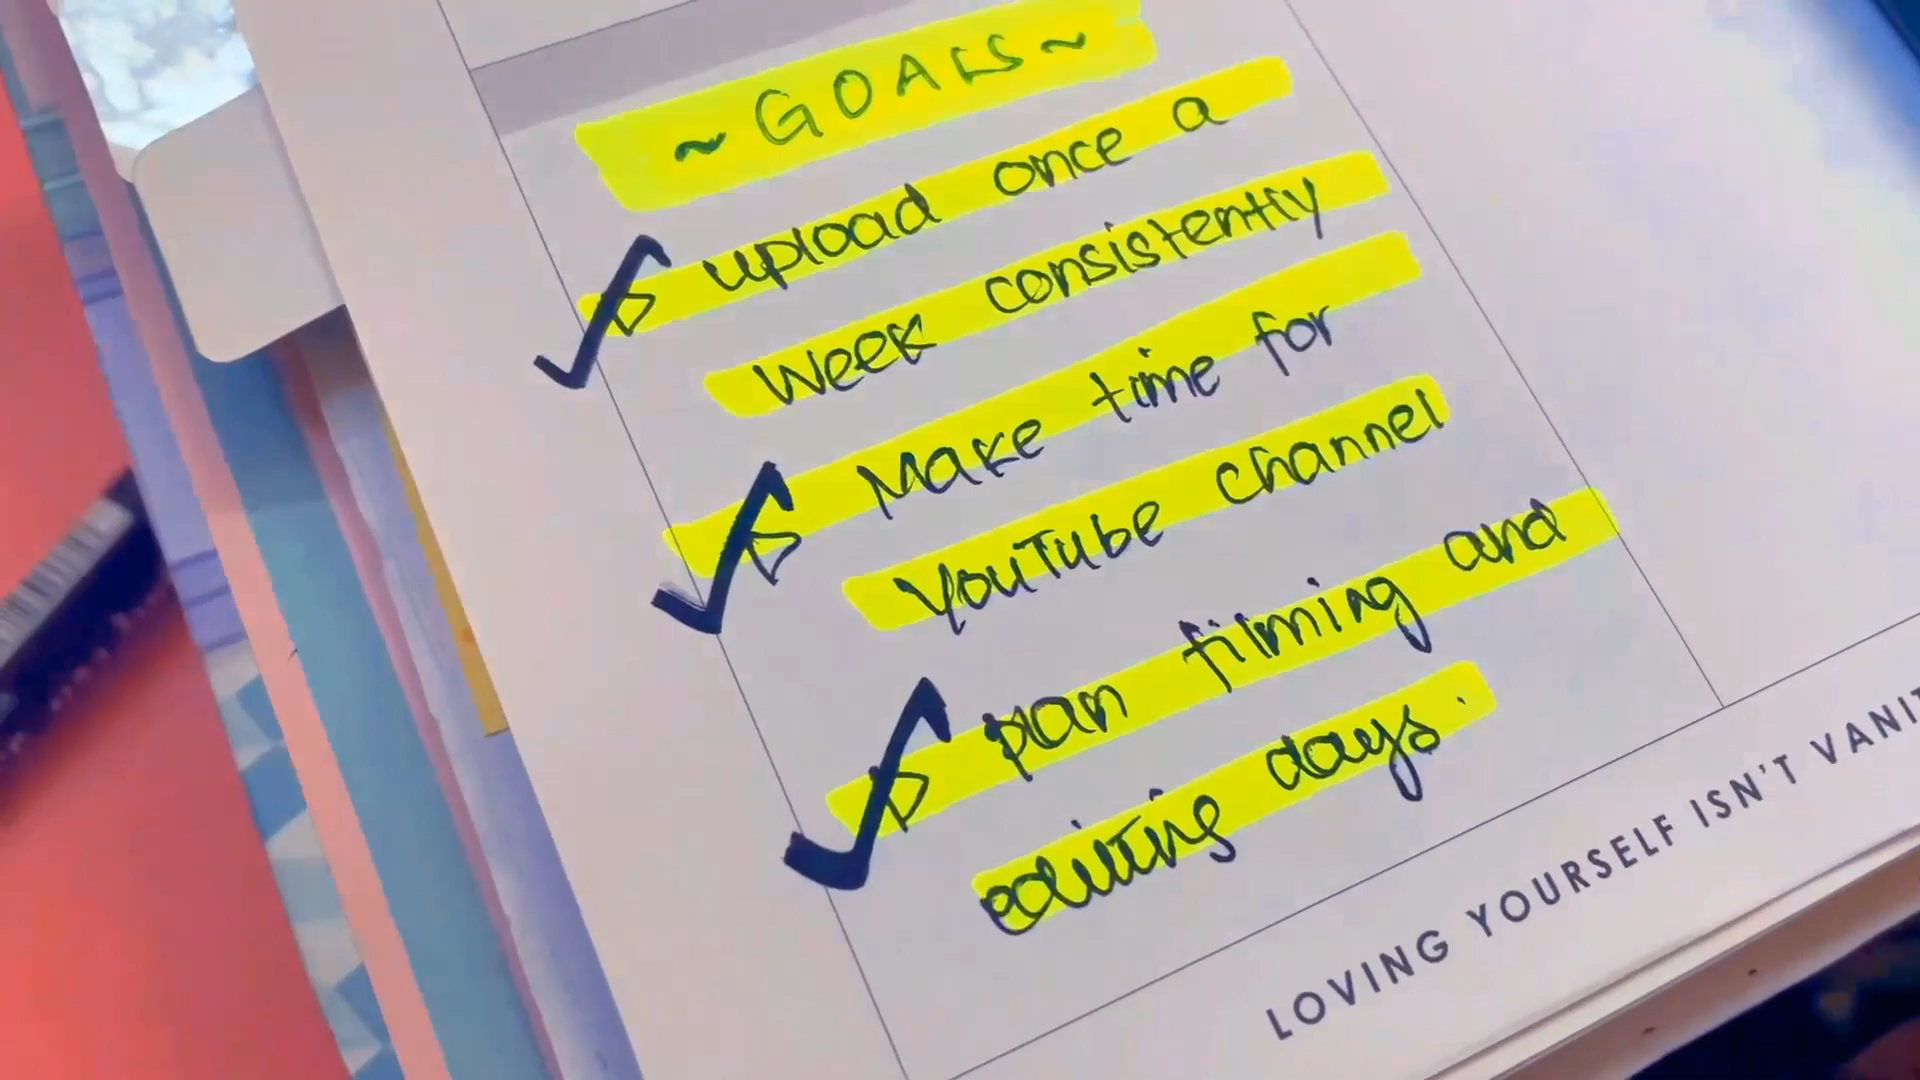 ~ GOALS ~
upload once a
week consistently
Make time for
YouTube channel
plan filming and
editing days.
LOVING YOURSELF ISN'T VANIT